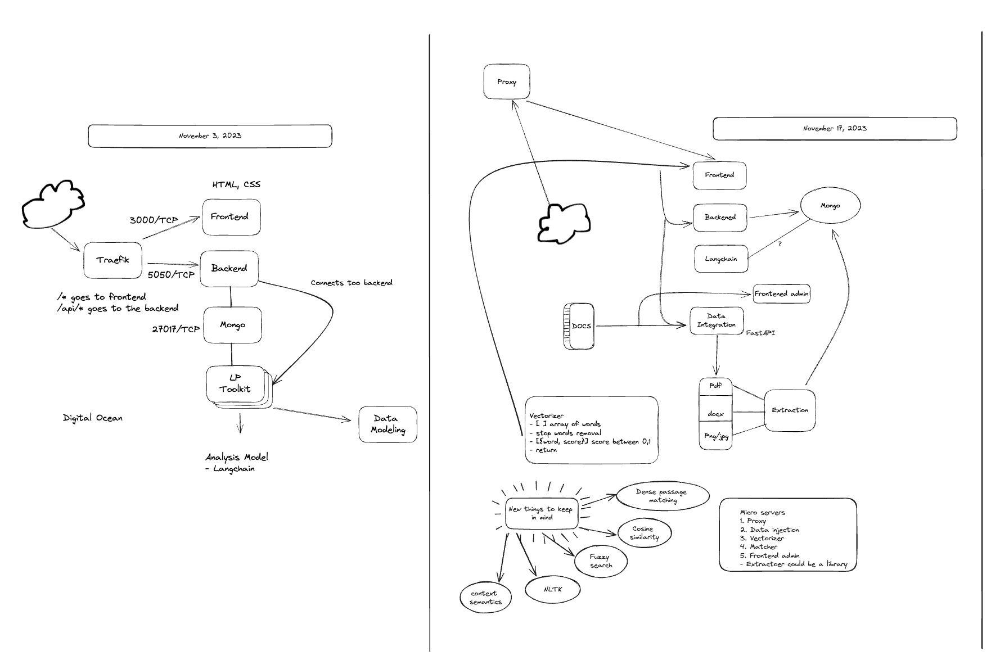 November 3, 2023
HTML, CSS
Frontend
3000/TCP
Traefik
Backend
5050/TCP
Connects too backend
/* goes to frontend
/api/* goes to the backend
Mongo
27017/TCP
LP
Toolkit
Digital Ocean
Data
Modeling
Analysis Model
- Langchain
Proxy
November 17, 2023
Frontend
Mongo
Backened
?
Langchain
Frontened admin
DOCS
Data
Integration
FastAPI
Pdf
docx
Png/jpg
Extraction
Vectorizer
- [ ] array of words
- stop words removal
- [{word, score}] score between 0,1
- return
New things to keep
in mind
Dense passage
matching
Cosine
similarity
Fuzzy
search
NLTK
context
semantics
Micro servers
1. Proxy
2. Data injection
3. Vectorizer
4. Matcher
5. Frontend admin
- Extractoer could be a library